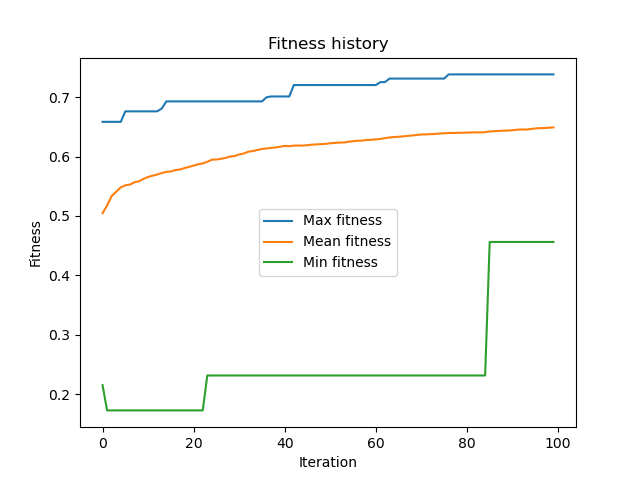 Fitness history
Fitness
0.7
0.6
0.5
0.4
0.3
0.2
Max fitness
Mean fitness
Min fitness
0 20 40 60 80 100
Iteration